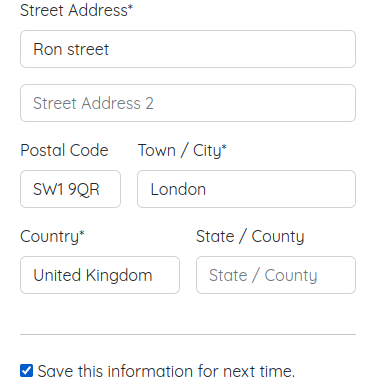 Street Address*
Ron street
Street Address 2
Postal Code Town / City*
SW1 9QR London
Country* State / County
United Kingdom State / County
Save this information for next time.